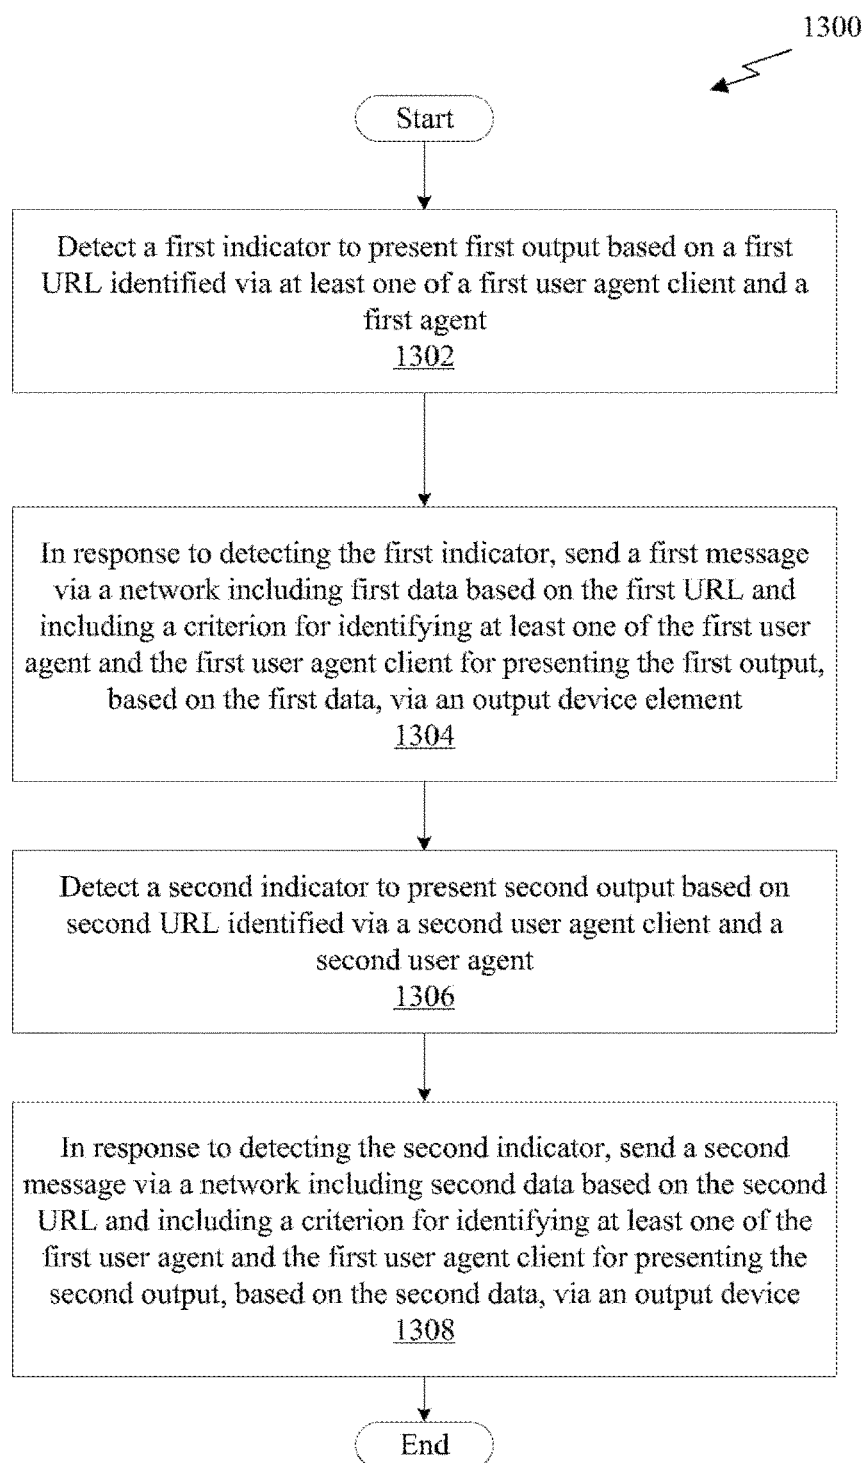 1300
Start
Detect a first indicator to present first output based on a first
URL identified via at least one of a first user agent client and a
first agent
1302
In response to detecting the first indicator, send a first message
via a network including first data based on the first URL and
including a criterion for identifying at least one of the first user
agent and the first user agent client for presenting the first output,
based on the first data, via an output device element
1304
Detect a second indicator to present second output based on
second URL identified via a second user agent client and a
second user agent
1306
In response to detecting the second indicator, send a second
message via a network including second data based on the second
URL and including a criterion for identifying at least one of the
first user agent and the first user agent client for presenting the
second output, based on the second data, via an output device
1308
End